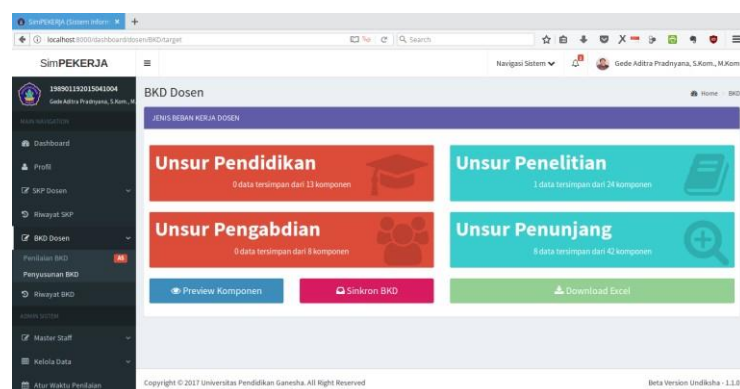 SimPEKERJA (Sistem Inform
localhost:8000/dashboard/dosen/BKD/target
Search
SimPEKERJA
Navigasi Sistem
Gede Aditra Pradnyana, S.Kom., M.Kom
198901192015041004
Gede Aditra Pradnyana, S.Kom., M.
MAIN NAVIGATION
Dashboard
Profil
SKP Dosen
Riwayat SKP
BKD Dosen
Penilaian BKD
Penyusunan BKD
Riwayat BKD
ADMIN SISTEM
Master Staff
Kelola Data
Atur Waktu Penilaian
BKD Dosen
Home > BKD
JENIS BEBAN KERJA DOSEN
Unsur Pendidikan
0 data tersimpan dari 13 komponen
Unsur Penelitian
1 data tersimpan dari 24 komponen
Unsur Pengabdian
0 data tersimpan dari 8 komponen
Unsur Penunjang
6 data tersimpan dari 42 komponen
Preview Komponen
Sinkron BKD
Download Excel
Copyright © 2017 Universitas Pendidikan Ganesha. All Right Reserved
Beta Version Undiksha - 1.1.0